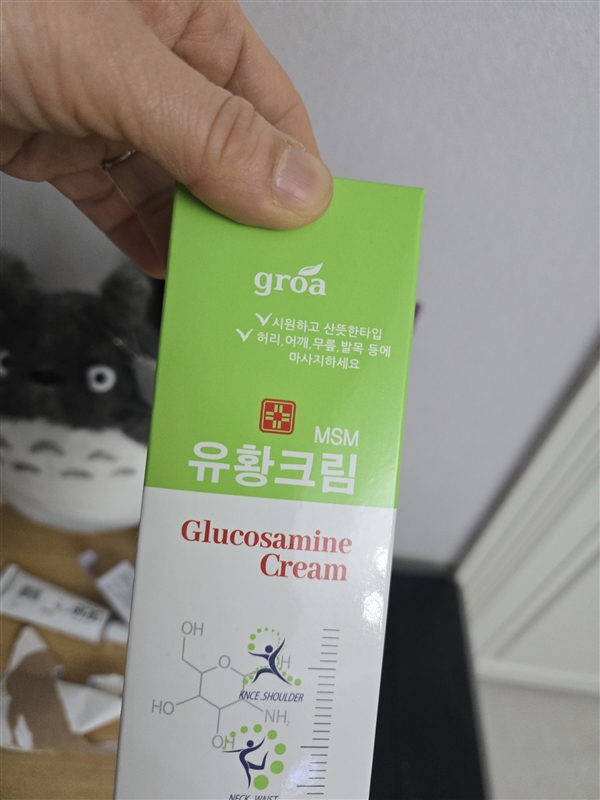 groa
시원하고 산뜻한타입
허리,어깨,무릎,발목 등에
마사지하세요
MSM
유황크림
Glucosamine
Cream
OH
OH
KNCE.SHOULDER
HO
NH₂
OH
NECK WAIST